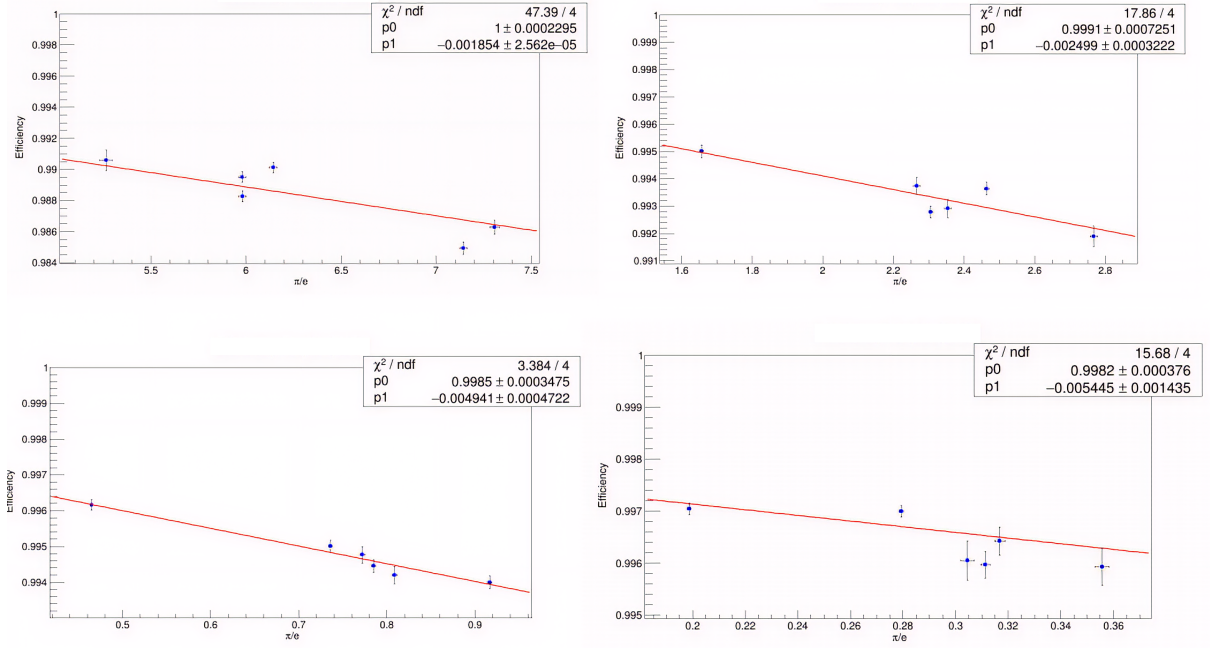 χ² / ndf 47.39 / 4
p0 1 ± 0.0002295
p1 −0.001854 ± 2.562e−05
1
0.998
0.996
0.994
0.992
0.99
0.988
0.986
0.984
Efficiency
5.5 6 6.5 7 7.5
π/e
χ² / ndf 17.86 / 4
p0 0.9991 ± 0.0007251
p1 −0.002499 ± 0.0003222
1
0.999
0.998
0.997
0.996
0.995
0.994
0.993
0.992
0.991
Efficiency
1.6 1.8 2 2.2 2.4 2.6 2.8
π/e
χ² / ndf 3.384 / 4
p0 0.9985 ± 0.0003475
p1 −0.004941 ± 0.0004722
1
0.999
0.998
0.997
0.996
0.995
0.994
Efficiency
0.5 0.6 0.7 0.8 0.9
π/e
χ² / ndf 15.68 / 4
p0 0.9982 ± 0.000376
p1 −0.005445 ± 0.001435
1
0.999
0.998
0.997
0.996
0.995
Efficiency
0.2 0.22 0.24 0.26 0.28 0.3 0.32 0.34 0.36
π/e